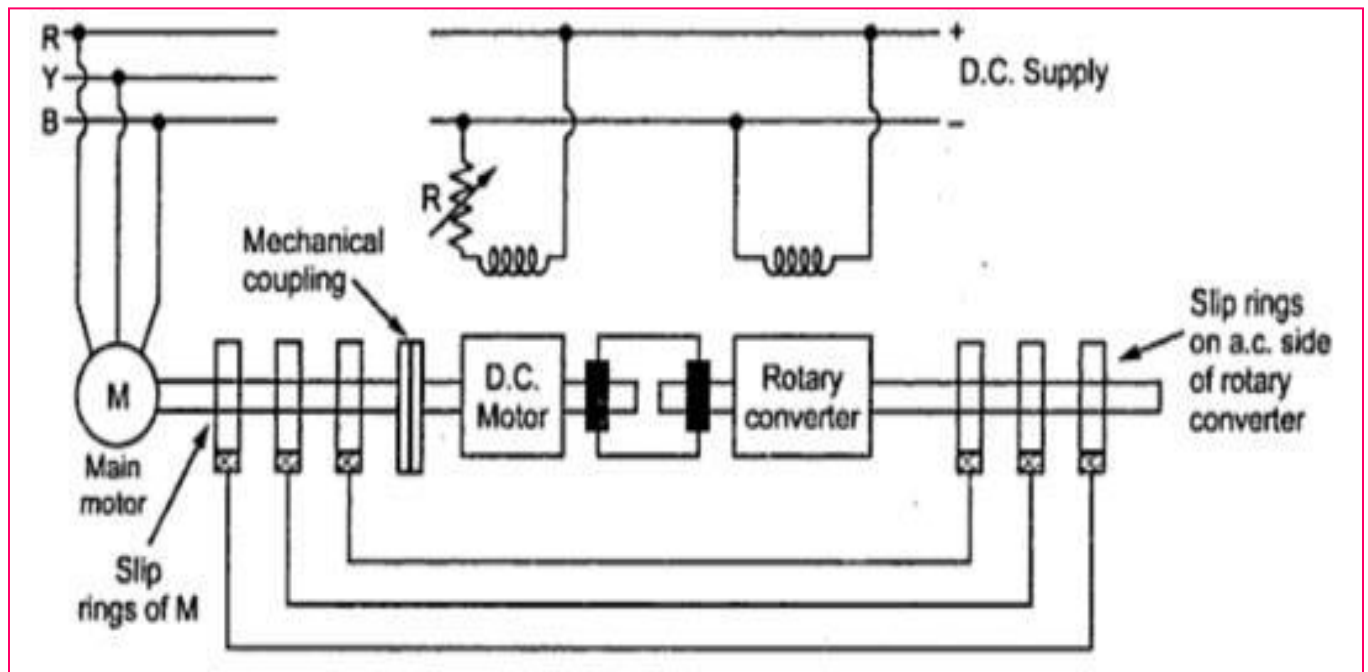 R
Y
B
+
D.C. Supply
–
R
Mechanical
coupling
Slip rings
on a.c. side
of rotary
converter
M
D.C.
Motor
Rotary
converter
Main
motor
Slip
rings of M